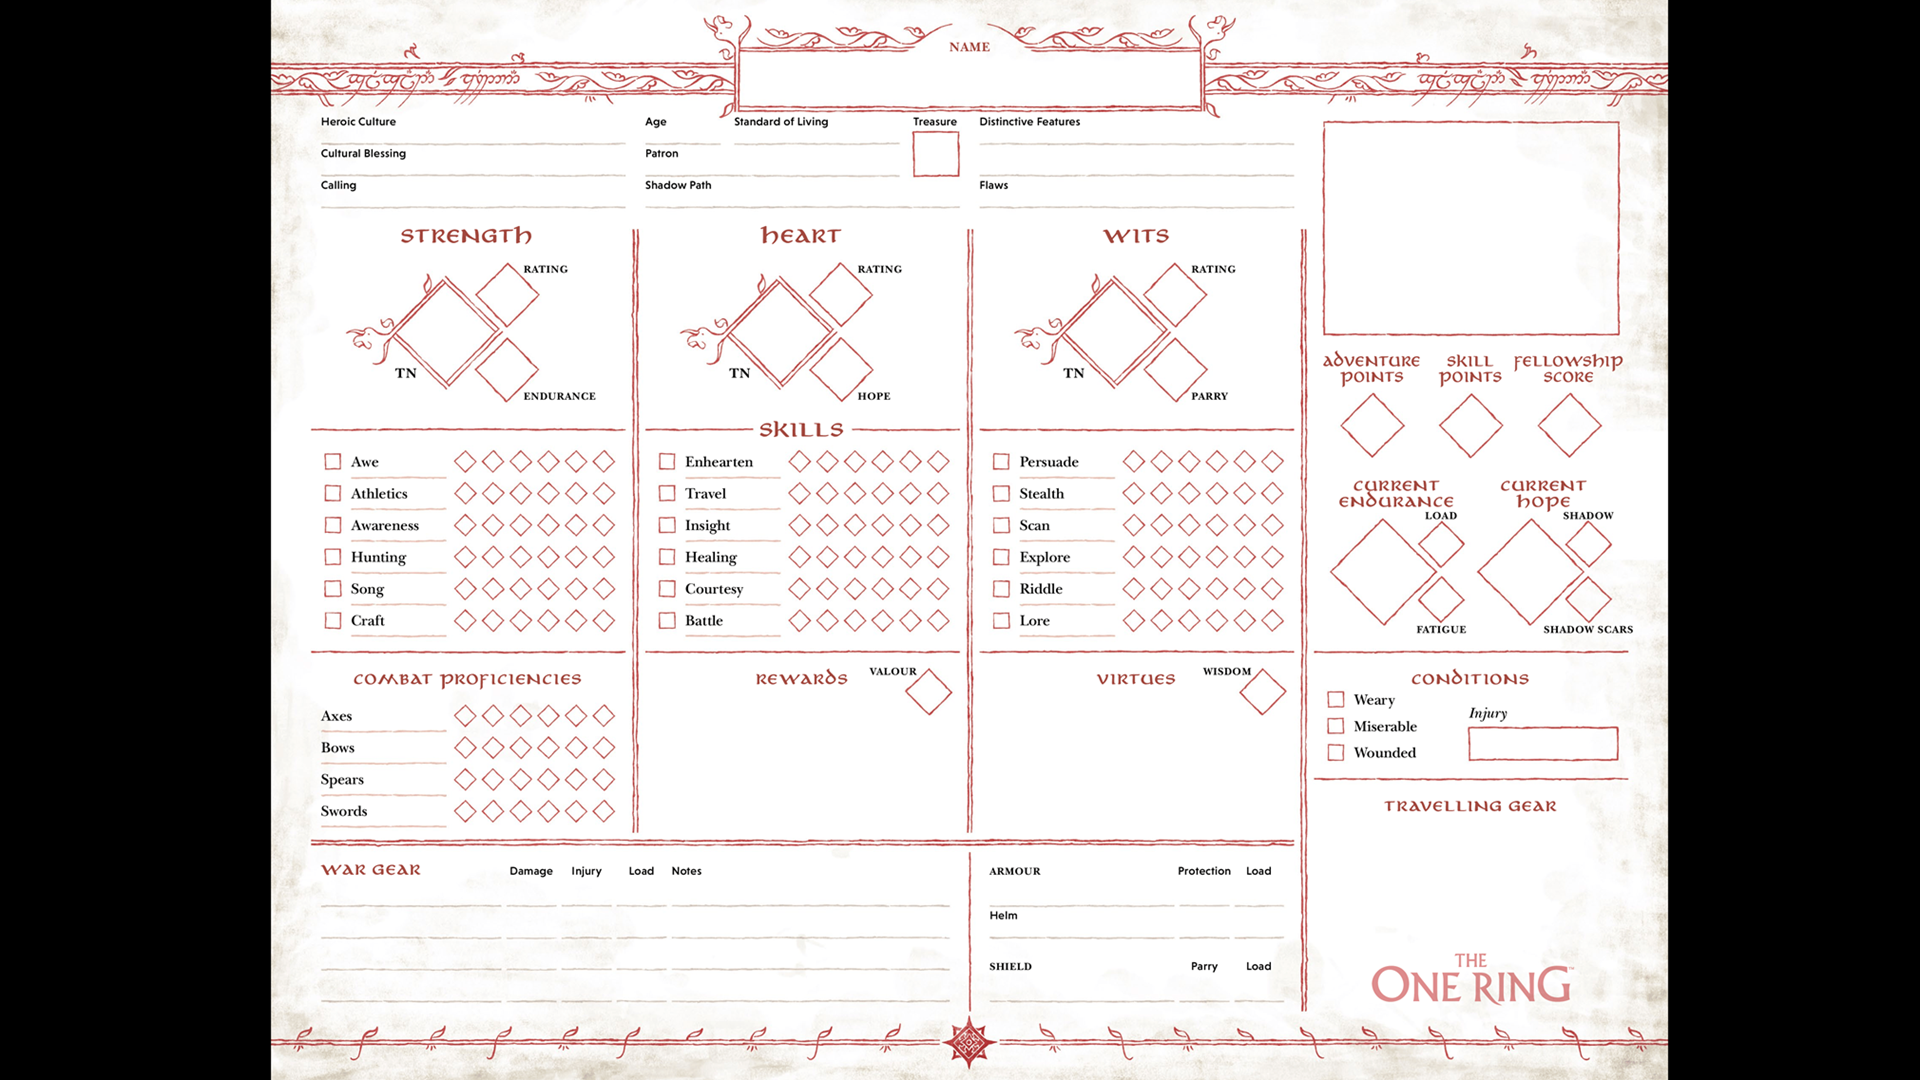 NAME
Heroic Culture
Age
Standard of Living
Treasure
Distinctive Features
Cultural Blessing
Patron
Calling
Shadow Path
Flaws
STRENGTH
RATING
TN
ENDURANCE
HEART
RATING
TN
HOPE
WITS
RATING
TN
PARRY
SKILLS
Awe
Athletics
Awareness
Hunting
Song
Craft
Enhearten
Travel
Insight
Healing
Courtesy
Battle
Persuade
Stealth
Scan
Explore
Riddle
Lore
COMBAT PROFICIENCIES
Axes
Bows
Spears
Swords
REWARDS
VALOUR
VIRTUES
WISDOM
WAR GEAR
Damage
Injury
Load
Notes
ARMOUR
Protection
Load
Helm
SHIELD
Parry
Load
ADVENTURE
POINTS
SKILL
POINTS
FELLOWSHIP
SCORE
CURRENT
ENDURANCE
LOAD
FATIGUE
CURRENT
HOPE
SHADOW
SHADOW SCARS
CONDITIONS
Weary
Miserable
Wounded
Injury
TRAVELLING GEAR
THE
ONE RING™